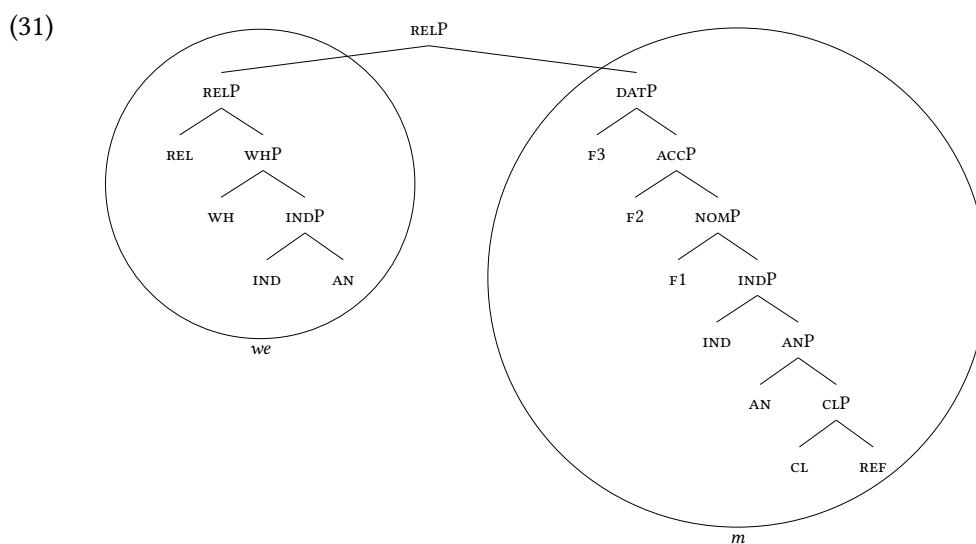 (31)
RELP
RELP DATP
REL WHP F3 ACCP
WH INDP F2 NOMP
IND AN F1 INDP
we IND ANP
AN CLP
CL REF
m